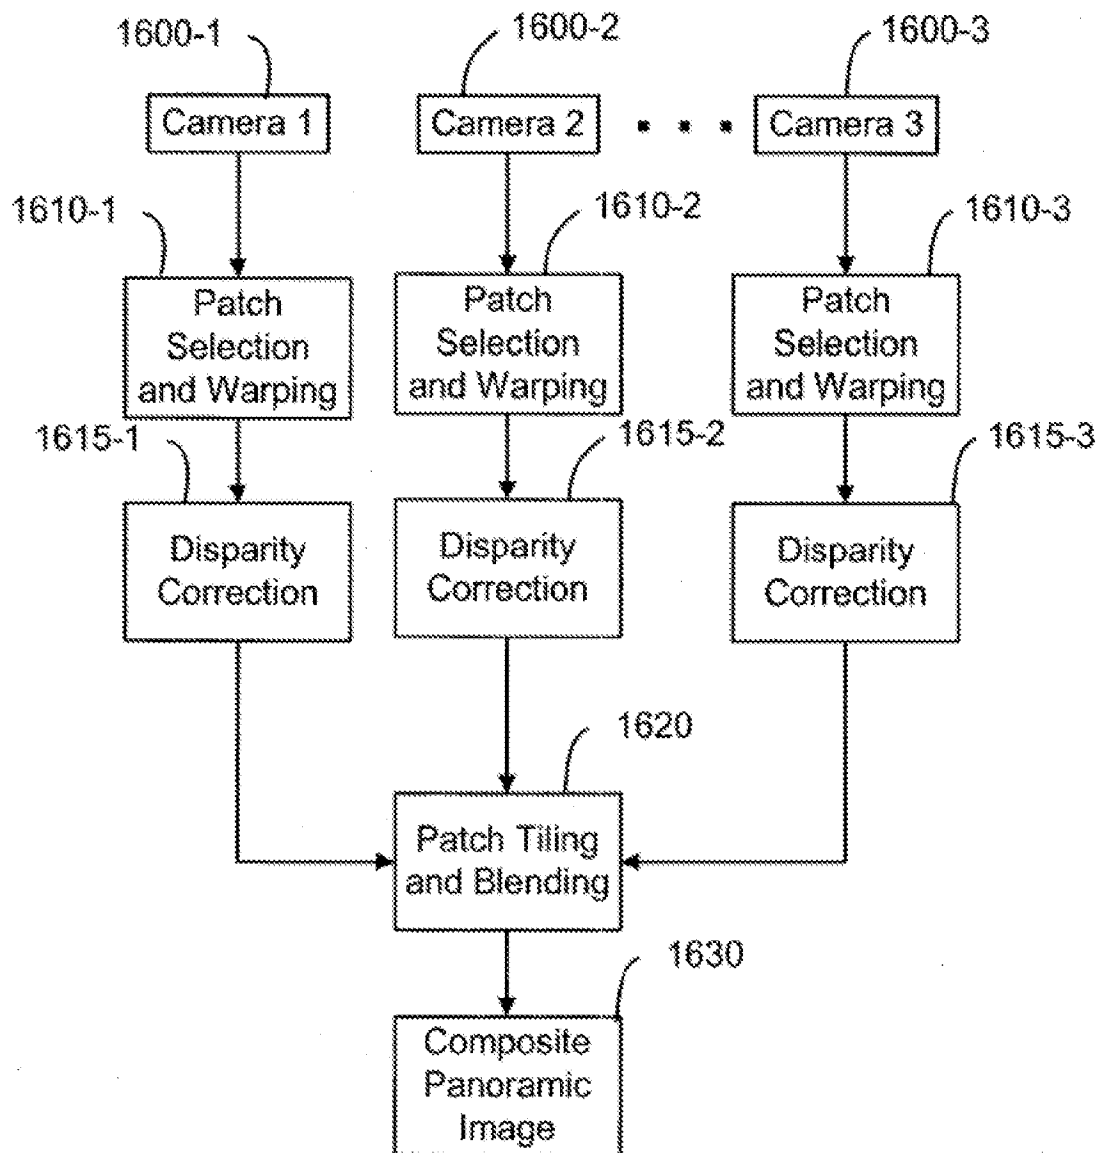 1600-1
1600-2
1600-3
Camera 1
Camera 2
Camera 3
1610-1
1610-2
1610-3
Patch
Selection
and Warping
Patch
Selection
and Warping
Patch
Selection
and Warping
1615-1
1615-2
1615-3
Disparity
Correction
Disparity
Correction
Disparity
Correction
1620
Patch Tiling
and Blending
1630
Composite
Panoramic
Image